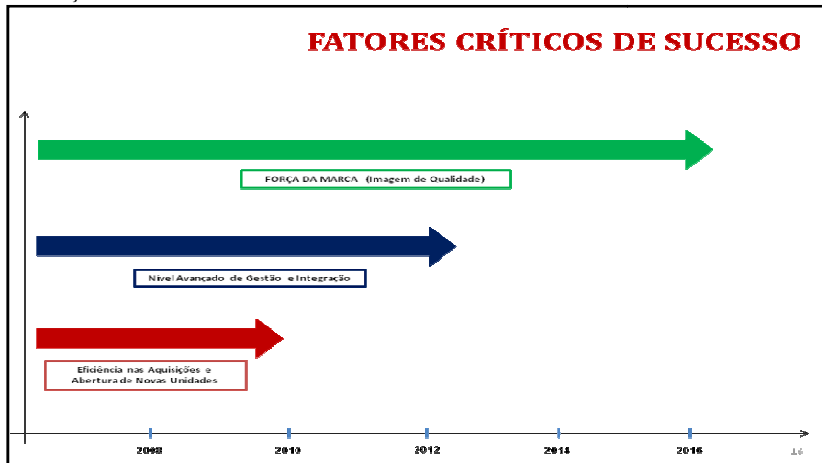 FATORES CRÍTICOS DE SUCESSO
FORÇA DA MARCA (Imagem de Qualidade)
Nível Avançado de Gestão e Integração
Eficiência nas Aquisições e
Abertura de Novas Unidades
2008
2010
2012
2014
2016
16